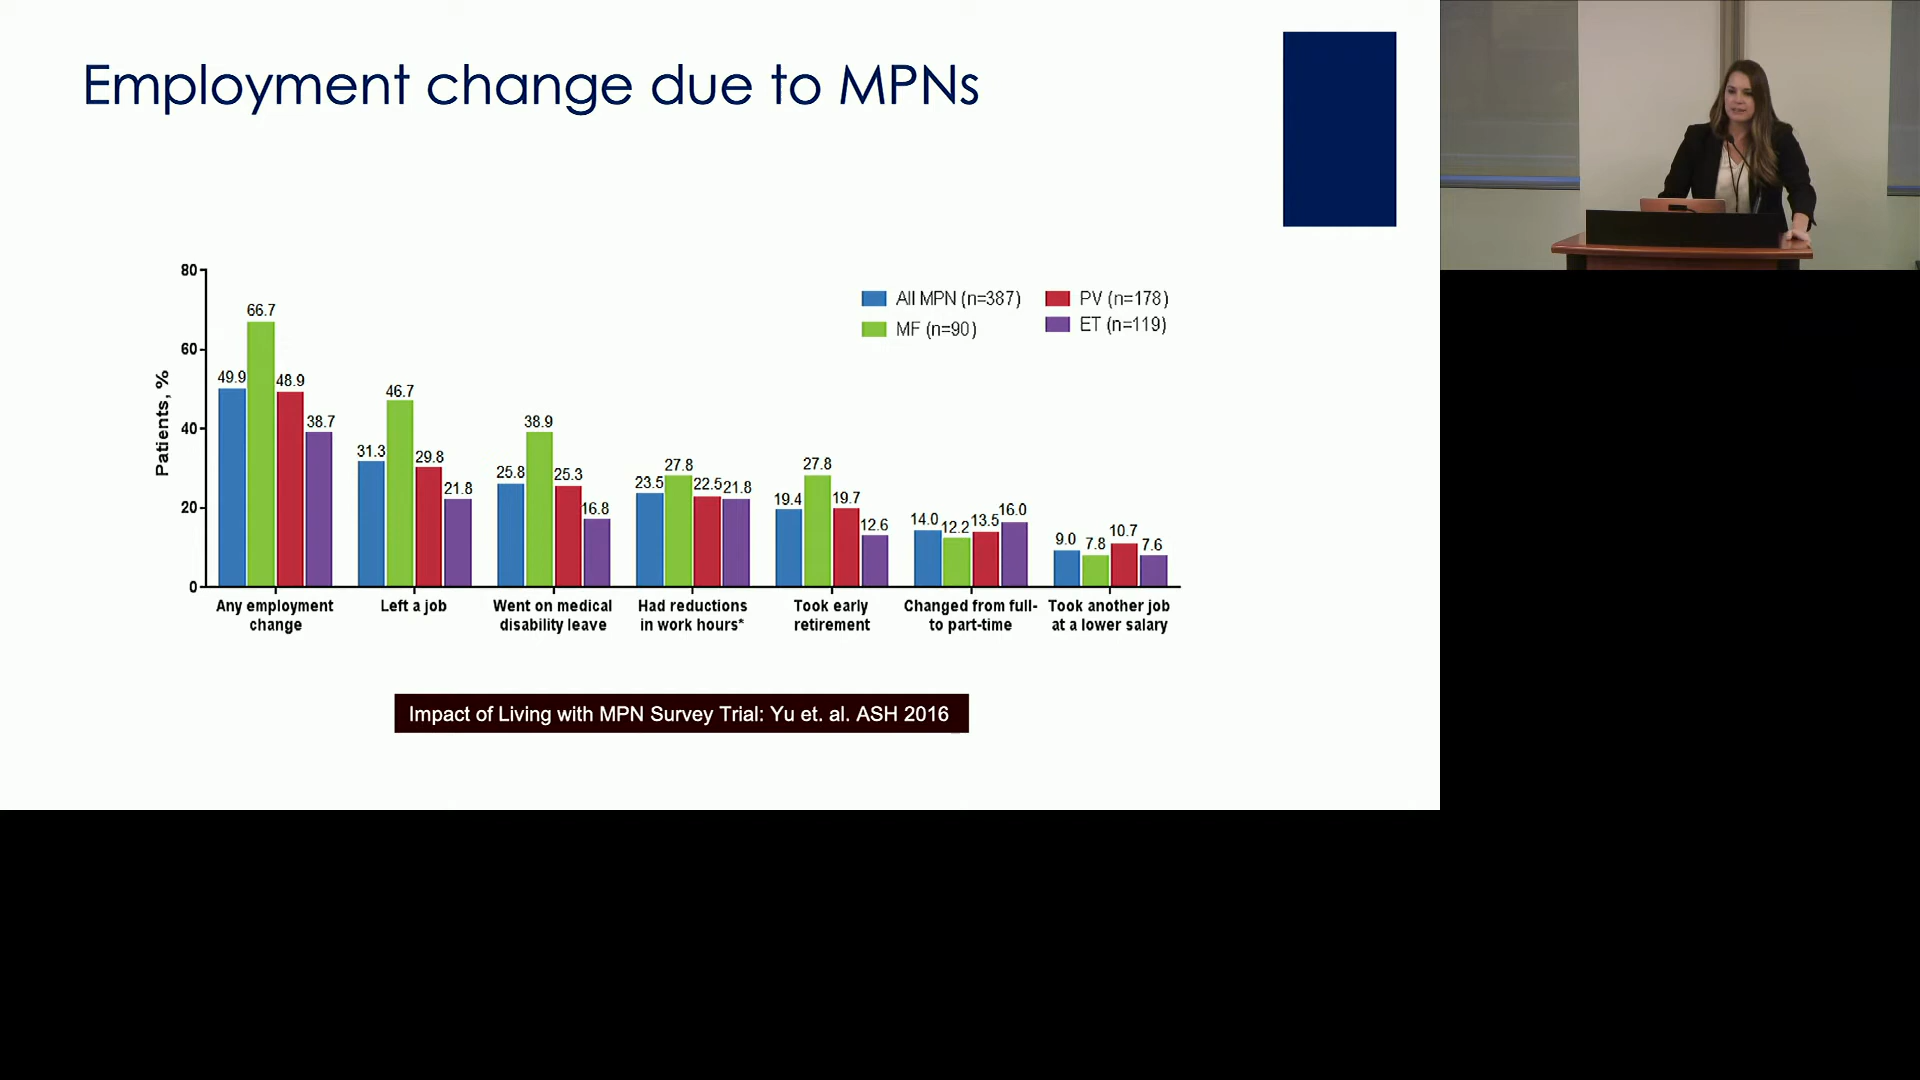 Employment change due to MPNs
All MPN (n=387)
PV (n=178)
MF (n=90)
ET (n=119)
Patients, %
80
60
40
20
0
66.7
49.9
48.9
38.7
46.7
31.3
29.8
21.8
38.9
25.8
25.3
16.8
23.5
27.8
22.5
21.8
19.4
27.8
19.7
12.6
14.0
12.2
13.5
16.0
9.0
7.8
10.7
7.6
Any employment
change
Left a job
Went on medical
disability leave
Had reductions
in work hours*
Took early
retirement
Changed from full-
to part-time
Took another job
at a lower salary
Impact of Living with MPN Survey Trial: Yu et. al. ASH 2016